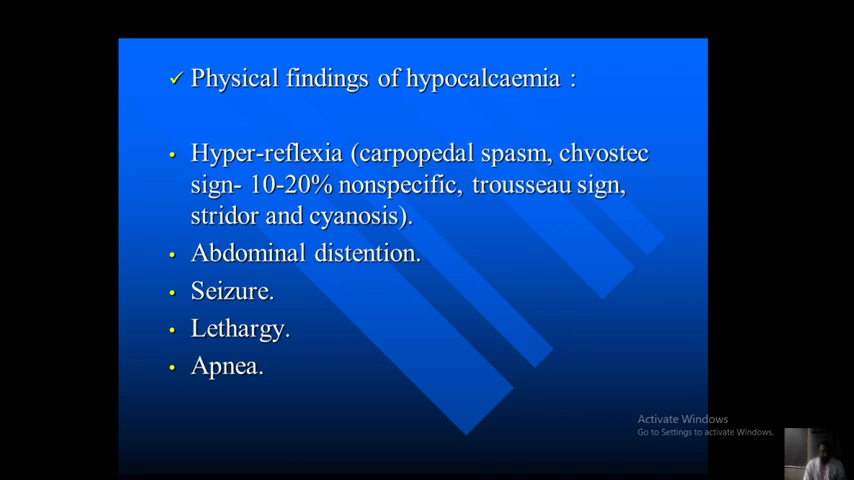 ✓ Physical findings of hypocalcaemia :
• Hyper-reflexia (carpopedal spasm, chvostec
sign- 10-20% nonspecific, trousseau sign,
stridor and cyanosis).
• Abdominal distention.
• Seizure.
• Lethargy.
• Apnea.
Activate Windows
Go to Settings to activate Windows.